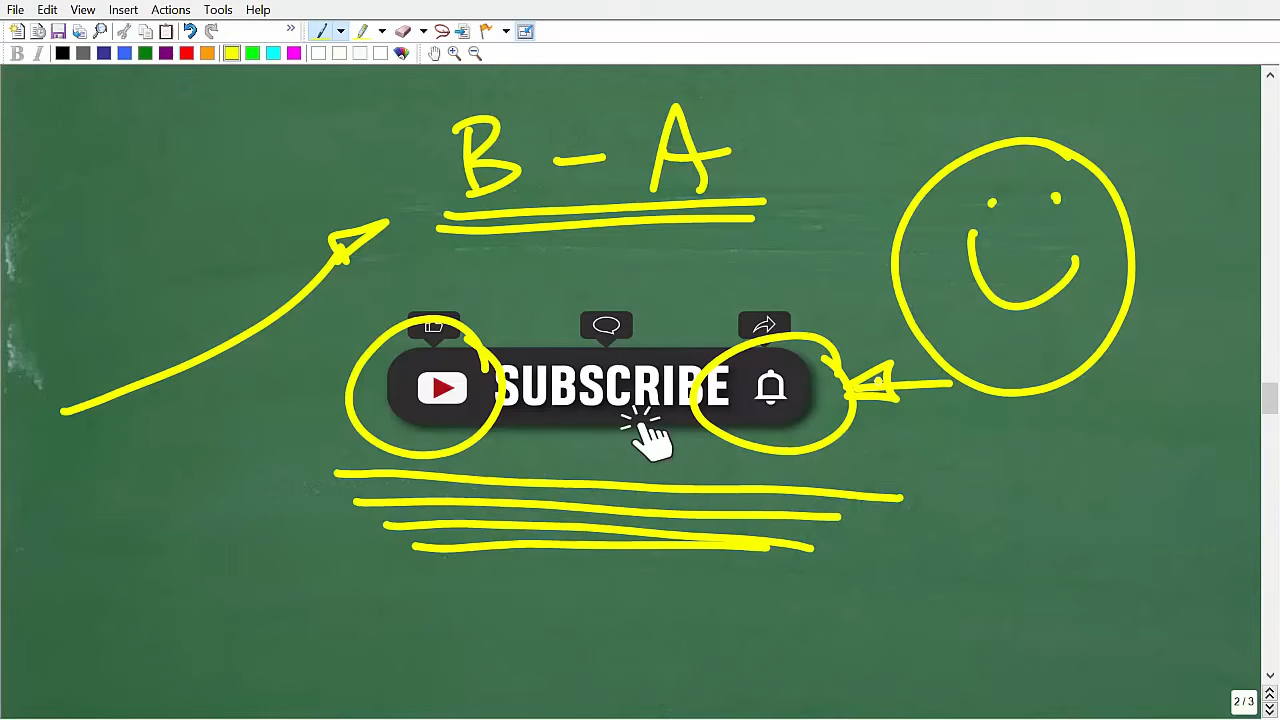 File Edit View Insert Actions Tools Help
B I
B - A
SUBSCRIBE
2 / 3